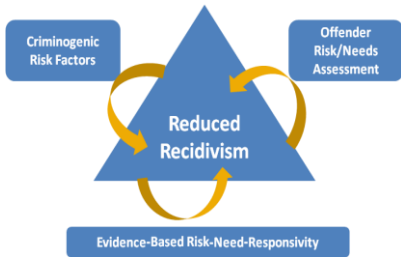 Criminogenic
Risk Factors
Offender
Risk/Needs
Assessment
Reduced
Recidivism
Evidence-Based Risk-Need-Responsivity